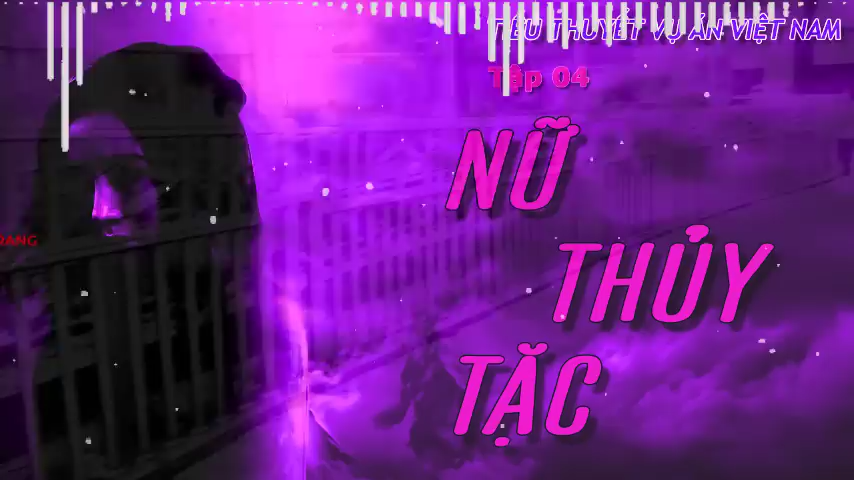 TIỂU THUYẾT VỤ ÁN VIỆT NAM
Tập 04
NỮ
THỦY
TẶC